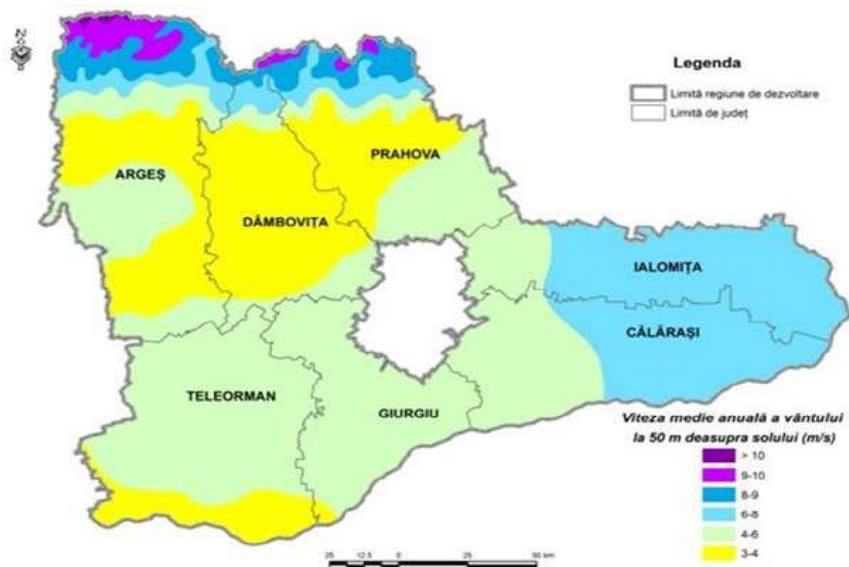 N
Legenda
Limită regiune de dezvoltare
Limită de județ
PRAHOVA
ARGEȘ
DÂMBOVIȚA
IALOMIȚA
CĂLĂRAȘI
TELEORMAN
GIURGIU
Viteza medie anuală a vântului
la 50 m deasupra solului (m/s)
> 10
9-10
8-9
6-8
4-6
3-4
25 12.5 0 25 50 km